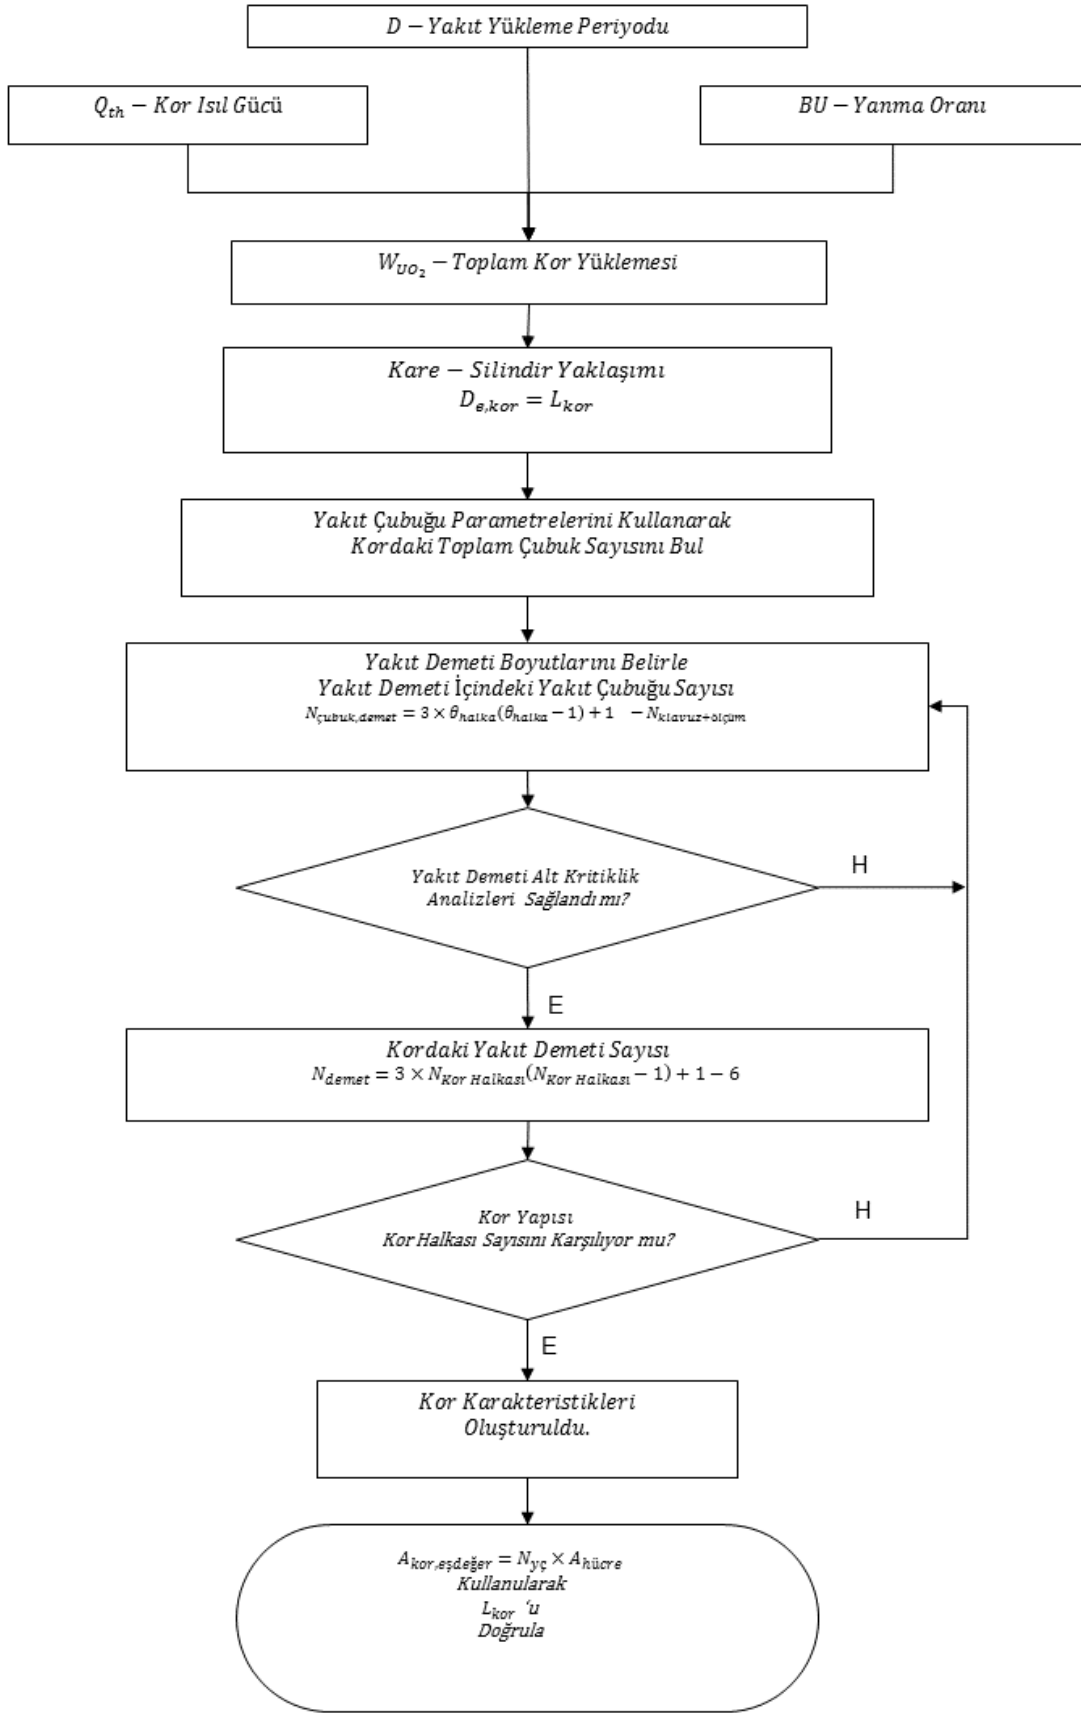 D – Yakıt Yükleme Periyodu
Q_th – Kor Isıl Gücü
BU – Yanma Oranı
W_UO₂ – Toplam Kor Yüklemesi
Kare – Silindir Yaklaşımı
D_e,kor = L_kor
Yakıt Çubuğu Parametrelerini Kullanarak
Kordaki Toplam Çubuk Sayısını Bul
Yakıt Demeti Boyutlarını Belirle
Yakıt Demeti İçindeki Yakıt Çubuğu Sayısı
N_çubuk,demet = 3 × θ_halka(θ_halka – 1) + 1 – N_klavuz+ölçüm
Yakıt Demeti Alt Kritiklik
Analizleri Sağlandı mı?
H
E
Kordaki Yakıt Demeti Sayısı
N_demet = 3 × N_Kor Halkası(N_Kor Halkası – 1) + 1 – 6
Kor Yapısı
Kor Halkası Sayısını Karşılıyor mu?
H
E
Kor Karakteristikleri
Oluşturuldu.
A_kor,eşdeğer = N_yç × A_hücre
Kullanularak
L_kor ‘u
Doğrula